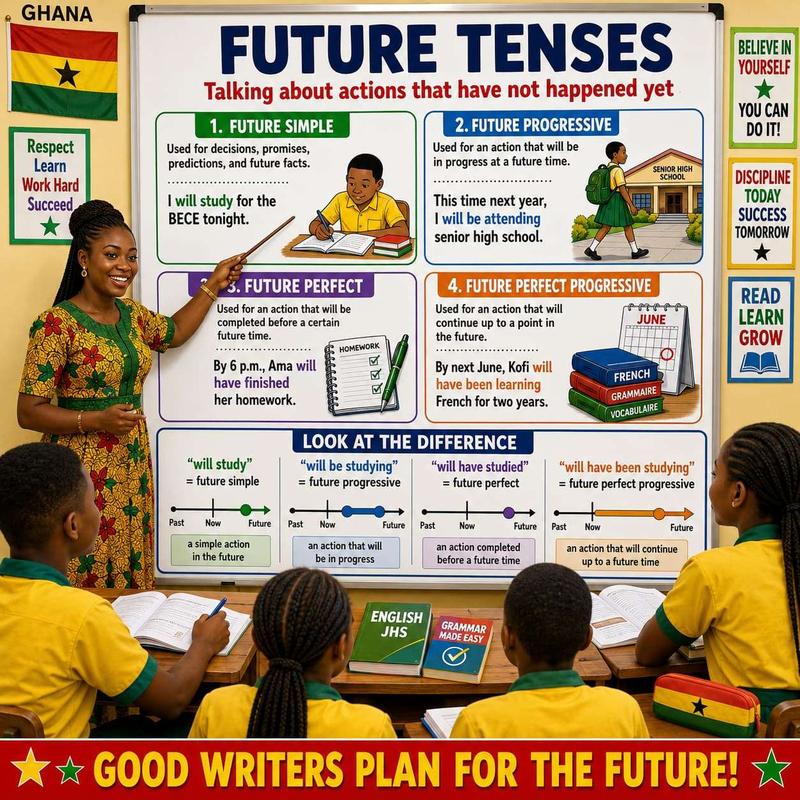 GHANA
Respect
Learn
Work Hard
Succeed
FUTURE TENSES
Talking about actions that have not happened yet
1. FUTURE SIMPLE
Used for decisions, promises,
predictions, and future facts.
I will study for the
BECE tonight.
2. FUTURE PROGRESSIVE
Used for an action that will be
in progress at a future time.
This time next year,
I will be attending
senior high school.
SENIOR HIGH
SCHOOL
3. FUTURE PERFECT
Used for an action that will be
completed before a certain
future time.
By 6 p.m., Ama will
have finished
her homework.
HOMEWORK
4. FUTURE PERFECT PROGRESSIVE
Used for an action that will
continue up to a point in
the future.
By next June, Kofi will
have been learning
French for two years.
JUNE
FRENCH
GRAMMAIRE
VOCABULAIRE
LOOK AT THE DIFFERENCE
"will study"
= future simple
Past Now Future
a simple action
in the future
"will be studying"
= future progressive
Past Now Future
an action that will
be in progress
"will have studied"
= future perfect
Past Now Future
an action completed
before a future time
"will have been studying"
= future perfect progressive
Past Now Future
an action that will continue
up to a future time
BELIEVE IN
YOURSELF
YOU CAN
DO IT!
DISCIPLINE
TODAY
SUCCESS
TOMORROW
READ
LEARN
GROW
ENGLISH
JHS
GRAMMAR
MADE EASY
GOOD WRITERS PLAN FOR THE FUTURE!